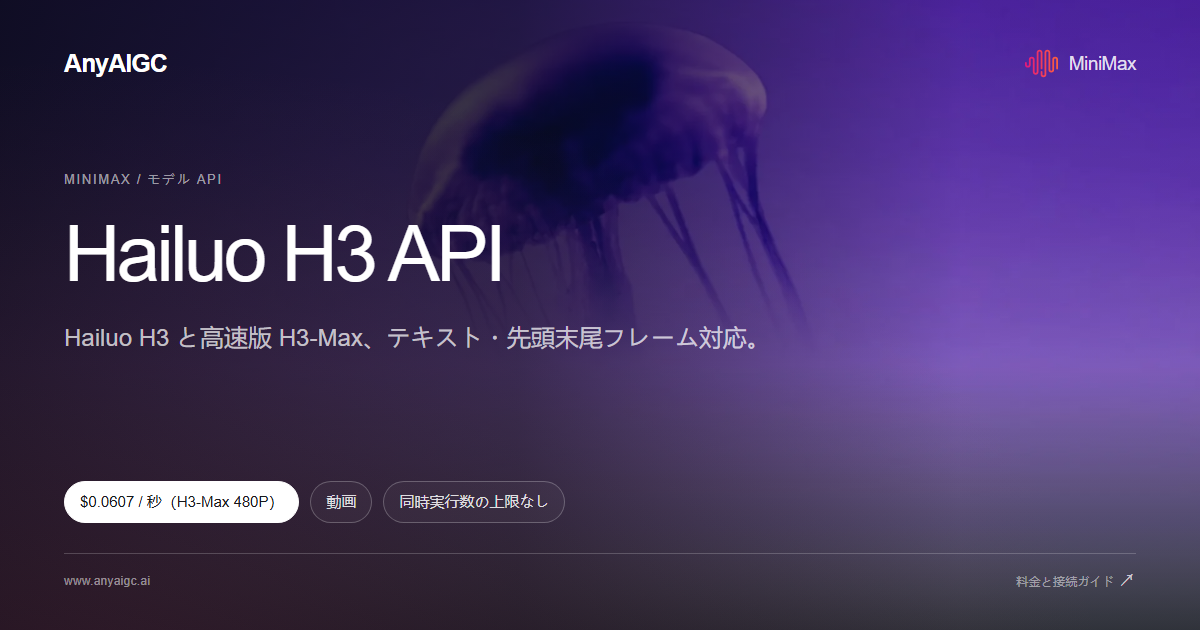 AnyAIGC
MiniMax
MINIMAX / モデル API
Hailuo H3 API
Hailuo H3 と高速版 H3-Max、テキスト・先頭末尾フレーム対応。
$0.0607 / 秒（H3-Max 480P）
動画
同時実行数の上限なし
www.anyaigc.ai
料金と接続ガイド ↗